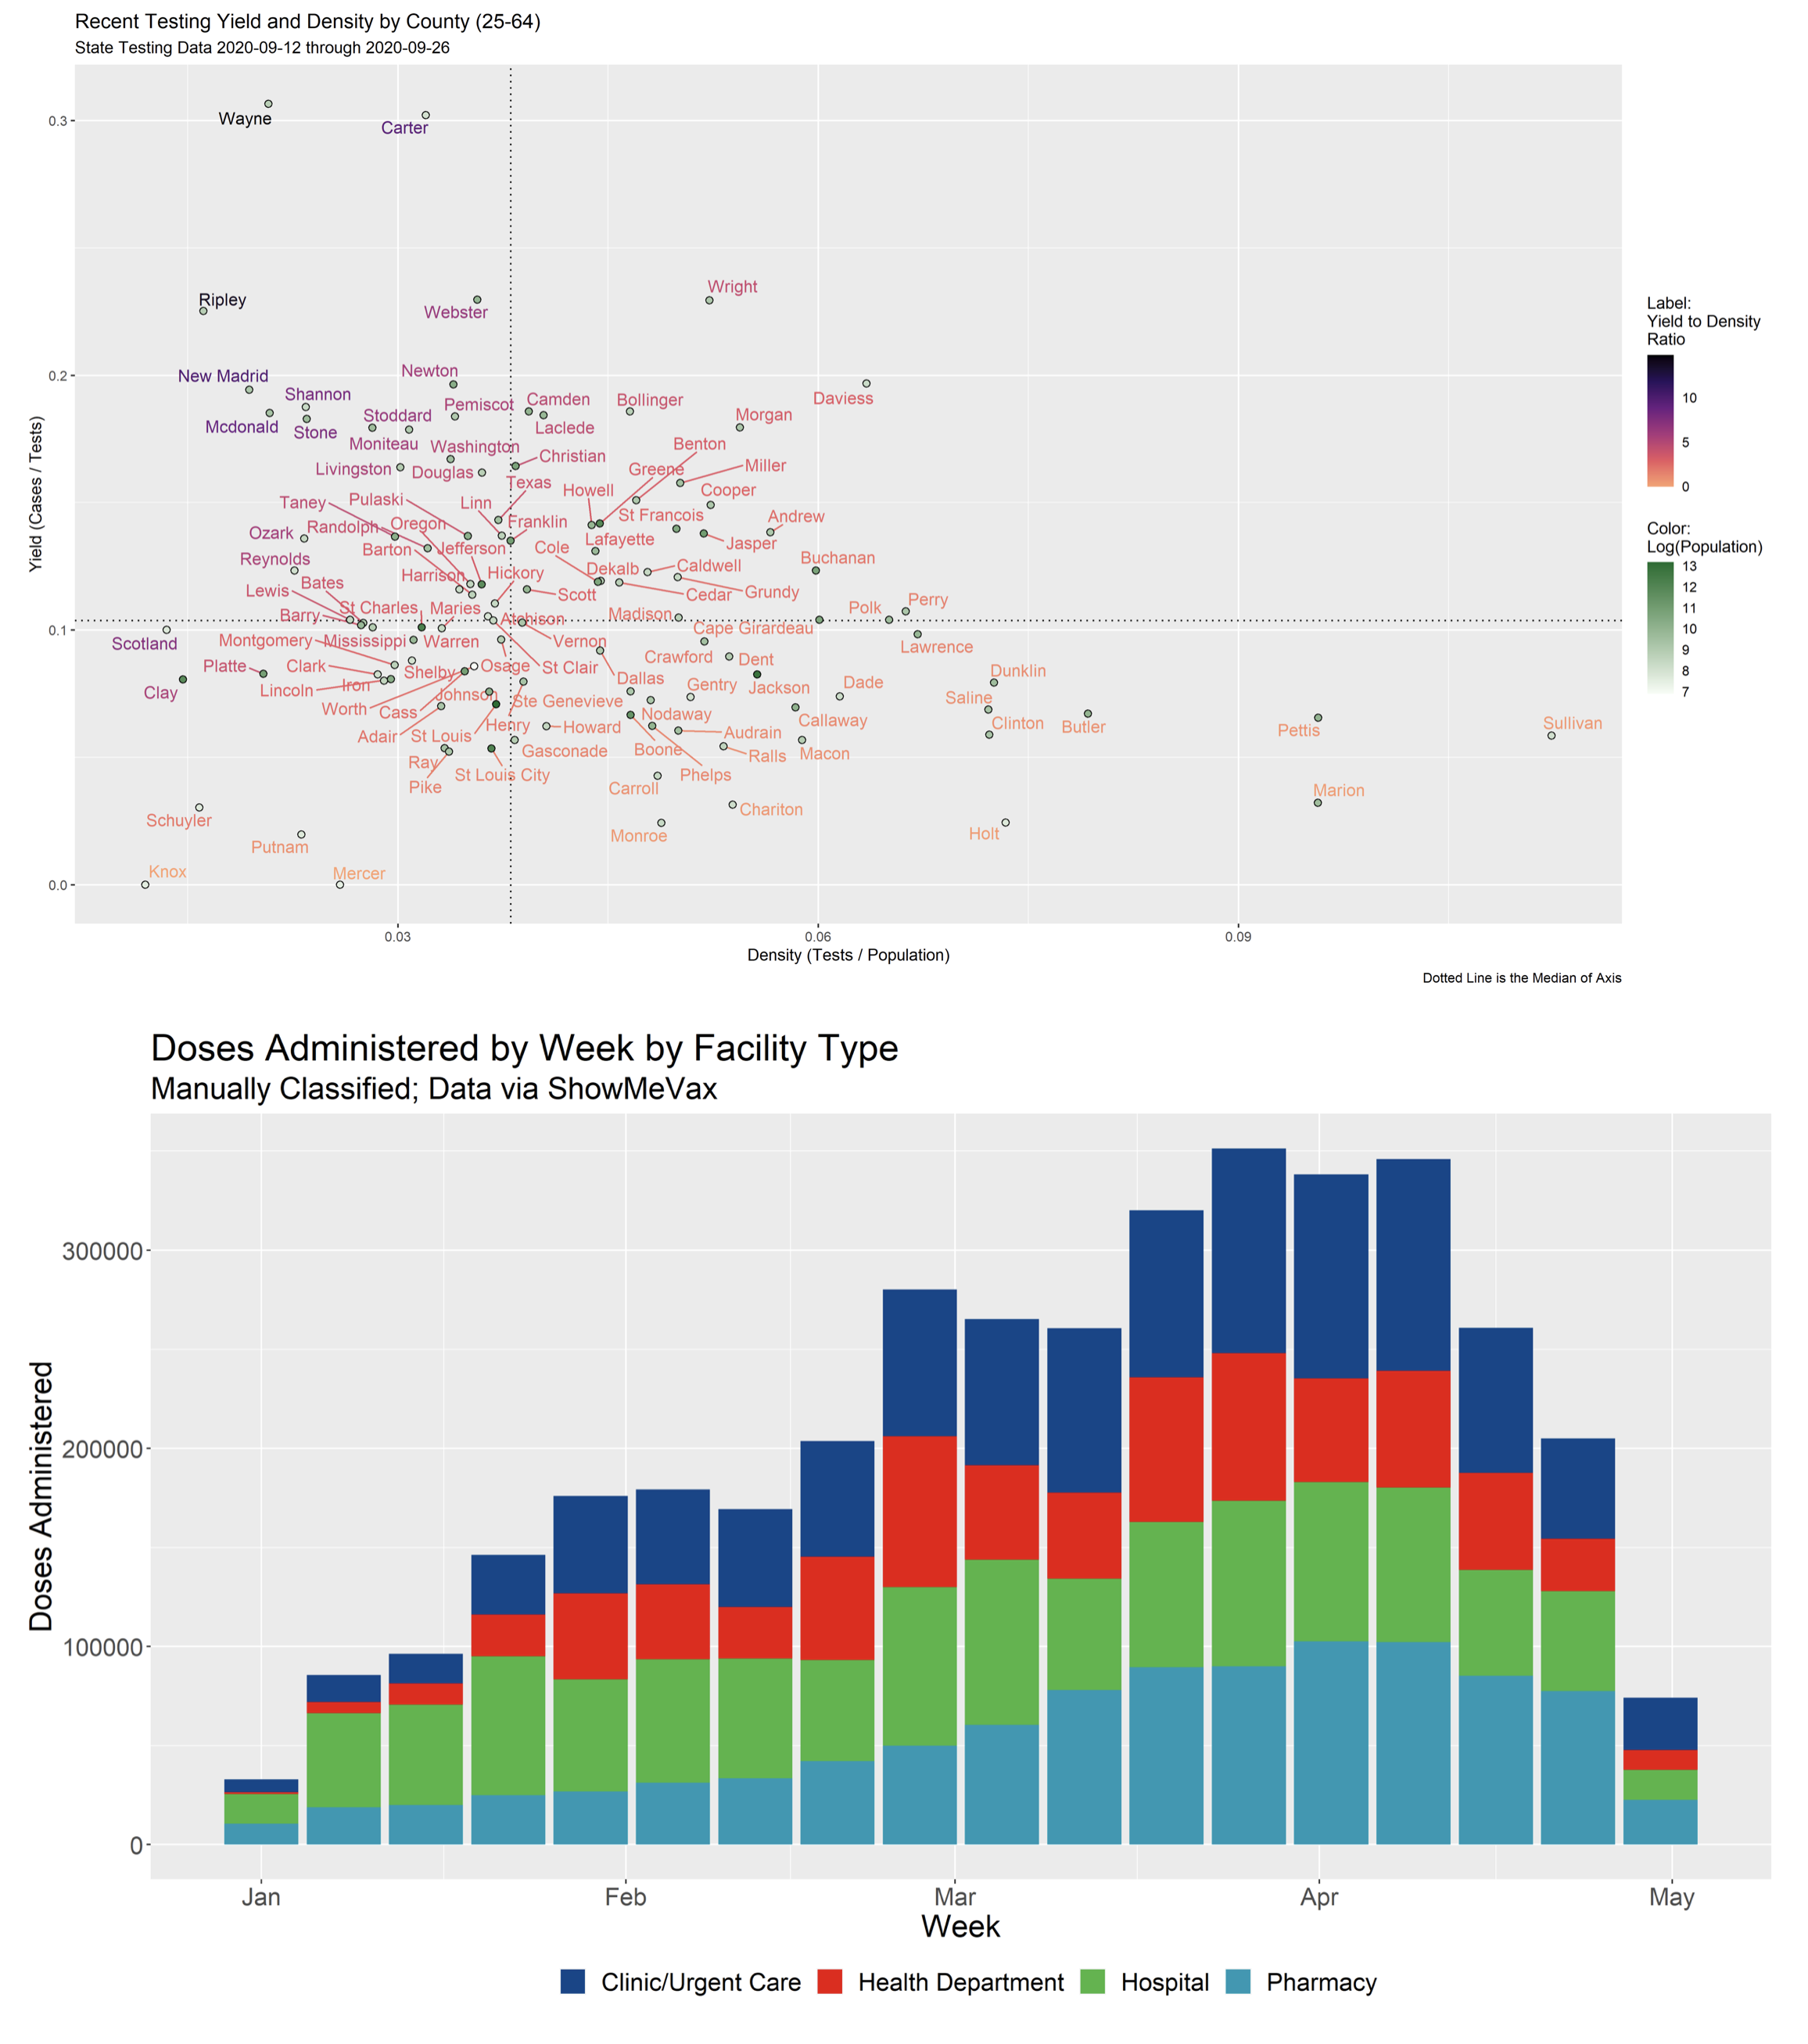 Recent Testing Yield and Density by County (25-64)
State Testing Data 2020-09-12 through 2020-09-26
Yield (Cases / Tests)
0.3
0.2
0.1
0.0
Wayne
Carter
Ripley
Webster
Wright
New Madrid
Newton
Shannon
Mcdonald
Stone
Stoddard
Pemiscot
Camden
Bollinger
Daviess
Moniteau
Laclede
Morgan
Washington
Christian
Benton
Livingston
Douglas
Greene
Miller
Texas
Howell
Cooper
Taney
Pulaski
Linn
Ozark
Randolph
Oregon
Franklin
St Francois
Andrew
Barton
Jefferson
Cole
Lafayette
Jasper
Reynolds
Harrison
Hickory
Dekalb
Caldwell
Buchanan
Lewis
Bates
Scott
Cedar
Grundy
Barry
St Charles
Maries
Atchison
Madison
Polk
Perry
Scotland
Montgomery
Mississippi
Warren
Vernon
Cape Girardeau
Lawrence
Platte
Clark
Shelby
Osage
St Clair
Crawford
Dent
Clay
Lincoln
Iron
Johnson
Dallas
Gentry
Jackson
Dade
Dunklin
Worth
Cass
Ste Genevieve
Nodaway
Saline
Adair
St Louis
Henry
Howard
Audrain
Callaway
Clinton
Butler
Pettis
Sullivan
Ray
Gasconade
Boone
Ralls
Macon
Pike
St Louis City
Phelps
Carroll
Marion
Schuyler
Chariton
Putnam
Monroe
Holt
Knox
Mercer
0.03
0.06
0.09
Density (Tests / Population)
Dotted Line is the Median of Axis
Label:
Yield to Density
Ratio
10
5
0
Color:
Log(Population)
13
12
11
10
9
8
7
Doses Administered by Week by Facility Type
Manually Classified; Data via ShowMeVax
Doses Administered
300000
200000
100000
0
Jan
Feb
Mar
Apr
May
Week
Clinic/Urgent Care
Health Department
Hospital
Pharmacy